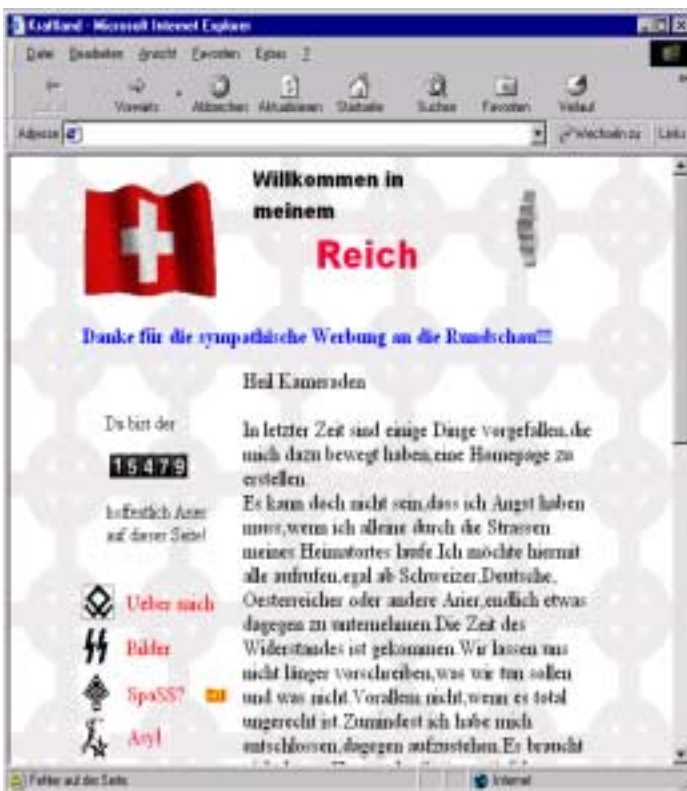 Kraftland - Microsoft Internet Explorer
Datei Bearbeiten Ansicht Favoriten Extras ?
Vorwärts Abbrechen Aktualisieren Startseite Suchen Favoriten Verlauf
Adresse Wechseln zu Links
Willkommen in
meinem
Reich
Danke für die sympathische Werbung an die Rundschau!!!
Heil Kameraden
Du bist der
15479
hoffentlich Arier
auf dieser Seite!
Ueber mich
Bilder
SpaSS?
Asyl
In letzter Zeit sind einige Dinge vorgefallen,die
mich dazu bewegt haben,eine Homepage zu
erstellen.
Es kann doch nicht sein,dass ich Angst haben
muss,wenn ich alleine durch die Strassen
meines Heimatortes laufe.Ich möchte hiermit
alle aufrufen,egal ob Schweizer,Deutsche,
Oesterreicher oder andere Arier,endlich etwas
dagegen zu unternehmen.Die Zeit des
Widerstandes ist gekommen.Wir lassen uns
nicht länger vorschreiben,was wir tun sollen
und was nicht.Vorallem nicht,wenn es total
ungerecht ist.Zumindest ich habe mich
entschlossen,dagegen aufzustehen.Es braucht
Fehler auf der Seite. Internet